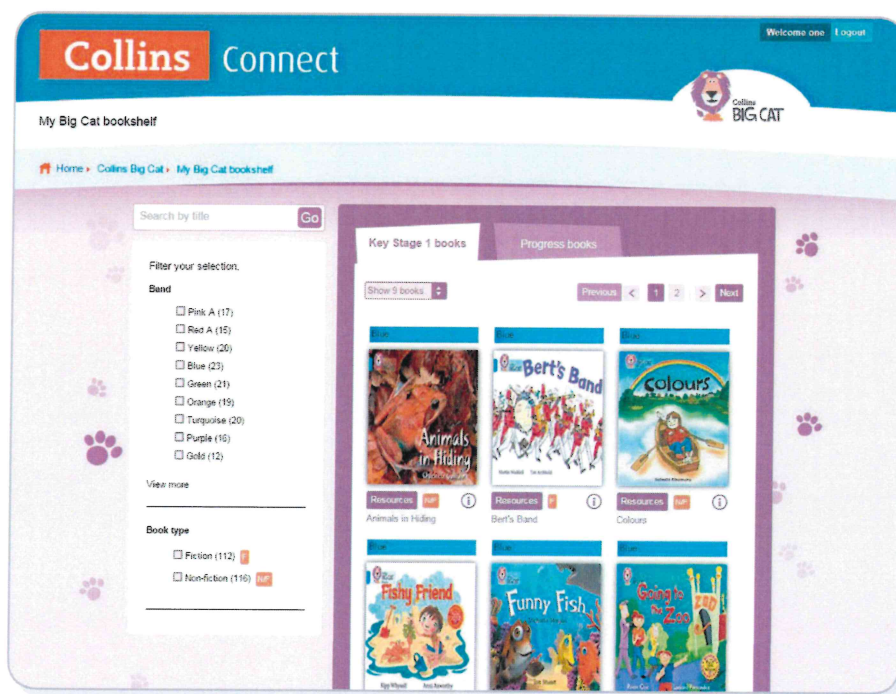 Welcome one Logout
Collins Connect
Collins
BIG CAT
My Big Cat bookshelf
Home › Collins Big Cat › My Big Cat bookshelf
Search by title Go
Filter your selection.
Band
Pink A (17)
Red A (15)
Yellow (20)
Blue (23)
Green (21)
Orange (19)
Turquoise (20)
Purple (16)
Gold (12)
View more
Book type
Fiction (112) F
Non-fiction (116) NF
Key Stage 1 books Progress books
Show 9 books Previous < 1 2 > Next
Blue Blue Blue
Animals
in Hiding
Bert's Band
Colours
Resources NF i Resources F i Resources NF i
Animals in Hiding Bert's Band Colours
Blue Blue Blue
Fishy Friend
Funny Fish
Going to
the Zoo
ZOO